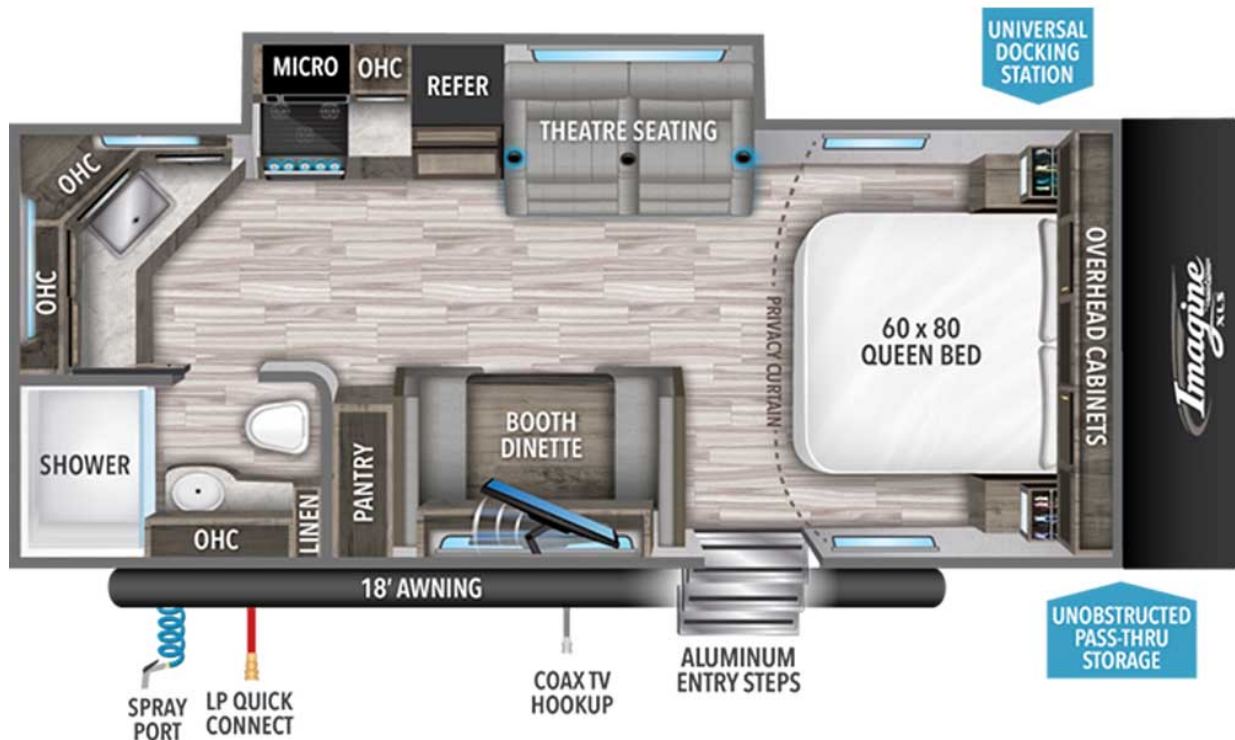 UNIVERSAL
DOCKING
STATION
MICRO
OHC
REFER
THEATRE SEATING
OHC
OHC
PRIVACY CURTAIN
60 x 80
QUEEN BED
OVERHEAD CABINETS
Imagine
XLS
SHOWER
OHC
LINEN
PANTRY
BOOTH
DINETTE
18' AWNING
SPRAY
PORT
LP QUICK
CONNECT
COAX TV
HOOKUP
ALUMINUM
ENTRY STEPS
UNOBSTRUCTED
PASS-THRU
STORAGE